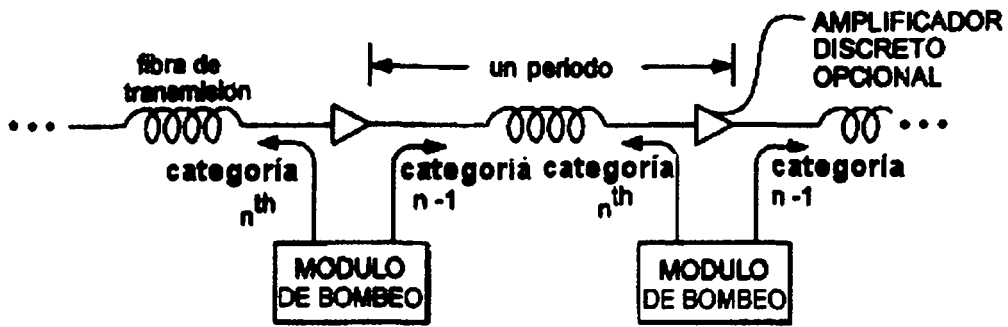 AMPLIFICADOR
DISCRETO
OPCIONAL
fibra de
transmisión
un periodo
categoría
n th
categoría
n -1
categoría
n th
categoría
n -1
MODULO
DE BOMBEO
MODULO
DE BOMBEO